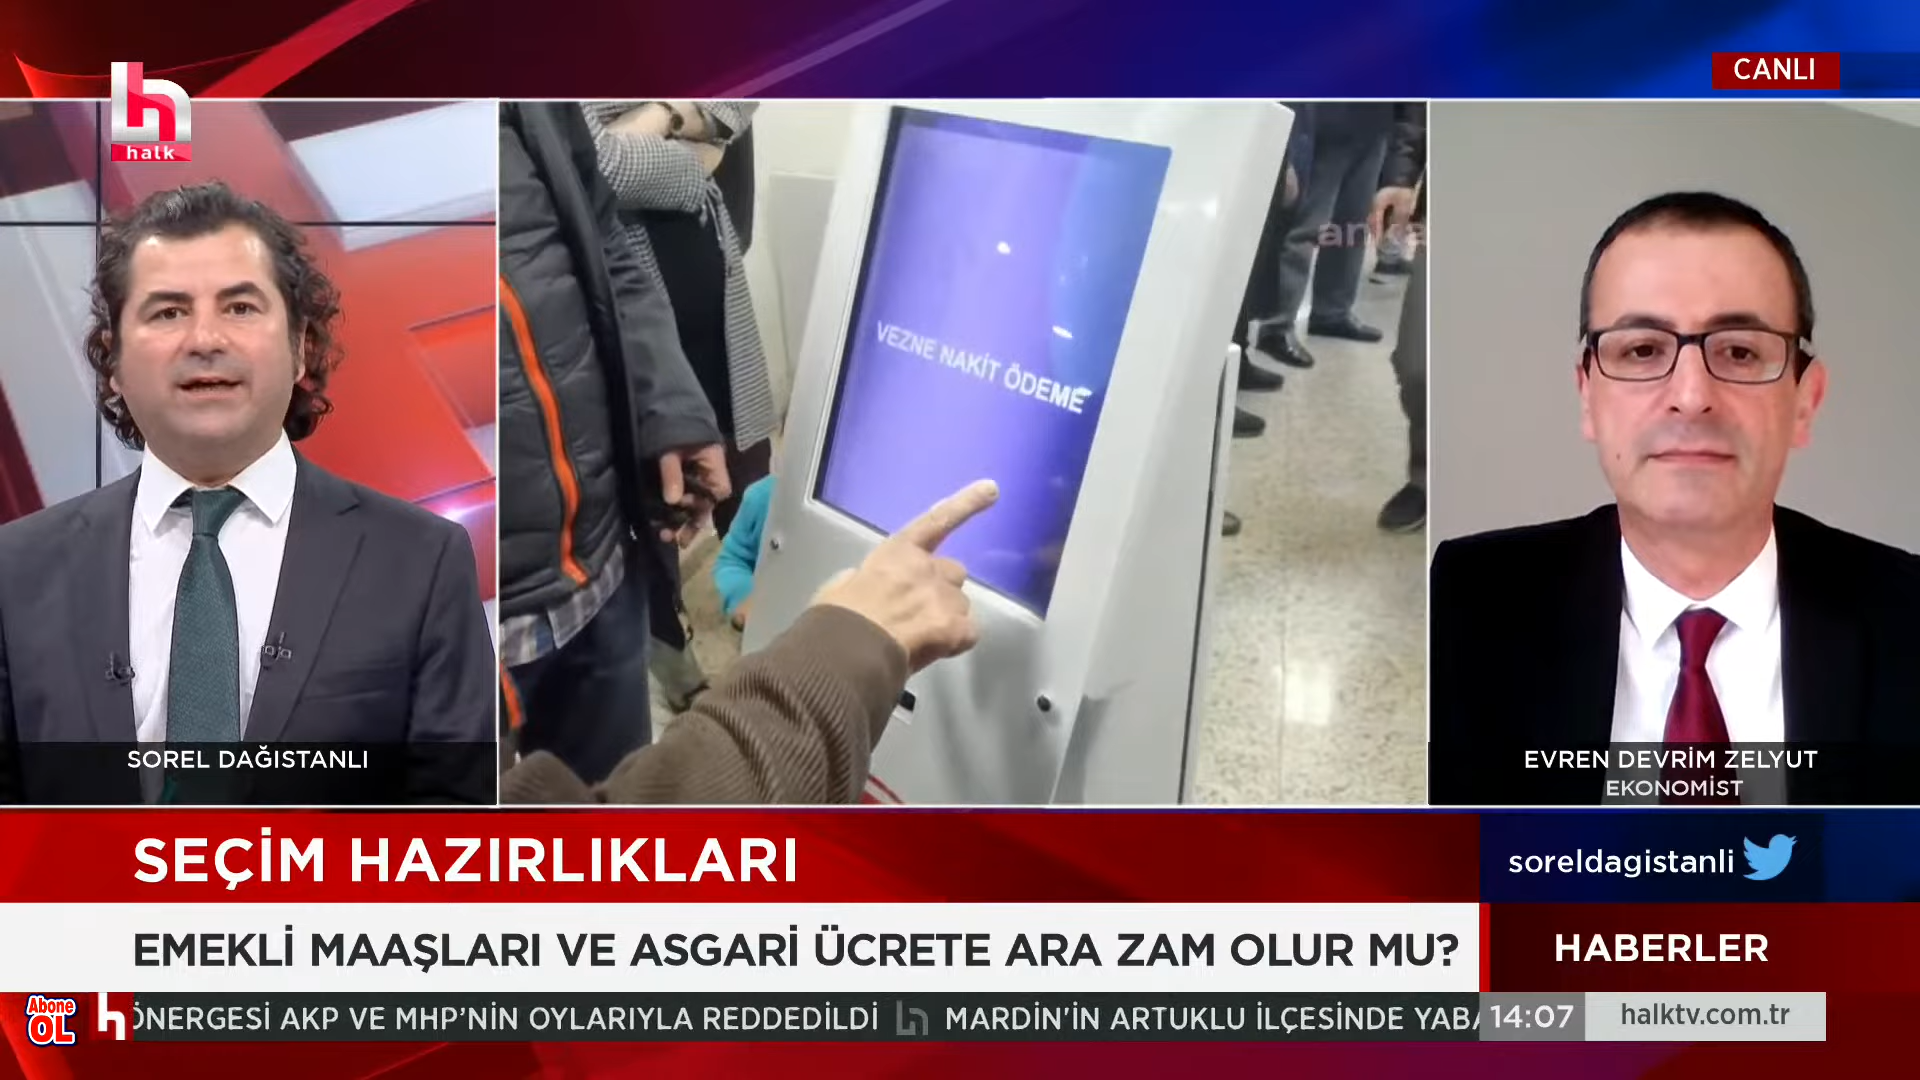 CANLI
halk
anka
VEZNE NAKİT ÖDEME
SOREL DAĞISTANLI
EVREN DEVRİM ZELYUT
EKONOMİST
SEÇİM HAZIRLIKLARI
soreldagistanli
EMEKLİ MAAŞLARI VE ASGARİ ÜCRETE ARA ZAM OLUR MU?
HABERLER
Abone
OL
ÖNERGESİ AKP VE MHP'NİN OYLARIYLA REDDEDİLDİ
MARDİN'İN ARTUKLU İLÇESİNDE YABA
14:07
halktv.com.tr